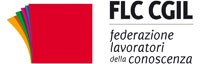 FLC CGIL
federazione
lavoratori
della conoscenza